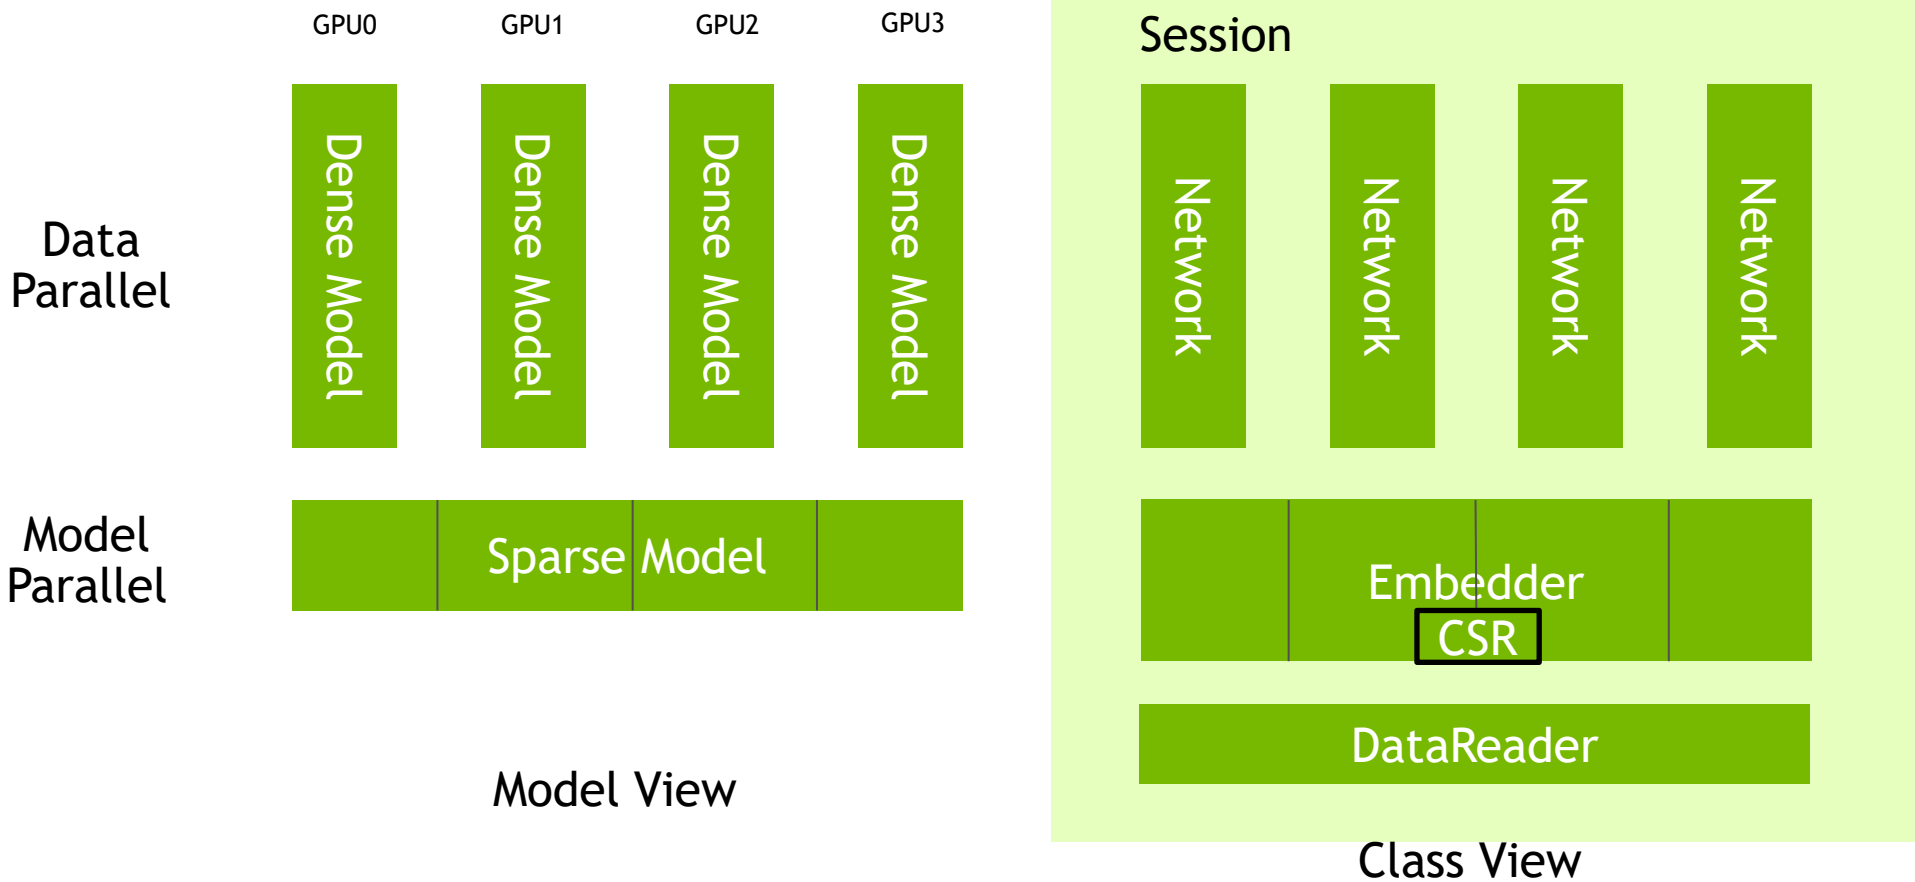 GPU0
GPU1
GPU2
GPU3
Session
Data
Parallel
Dense Model
Dense Model
Dense Model
Dense Model
Network
Network
Network
Network
Model
Parallel
Sparse Model
Embedder
CSR
DataReader
Model View
Class View